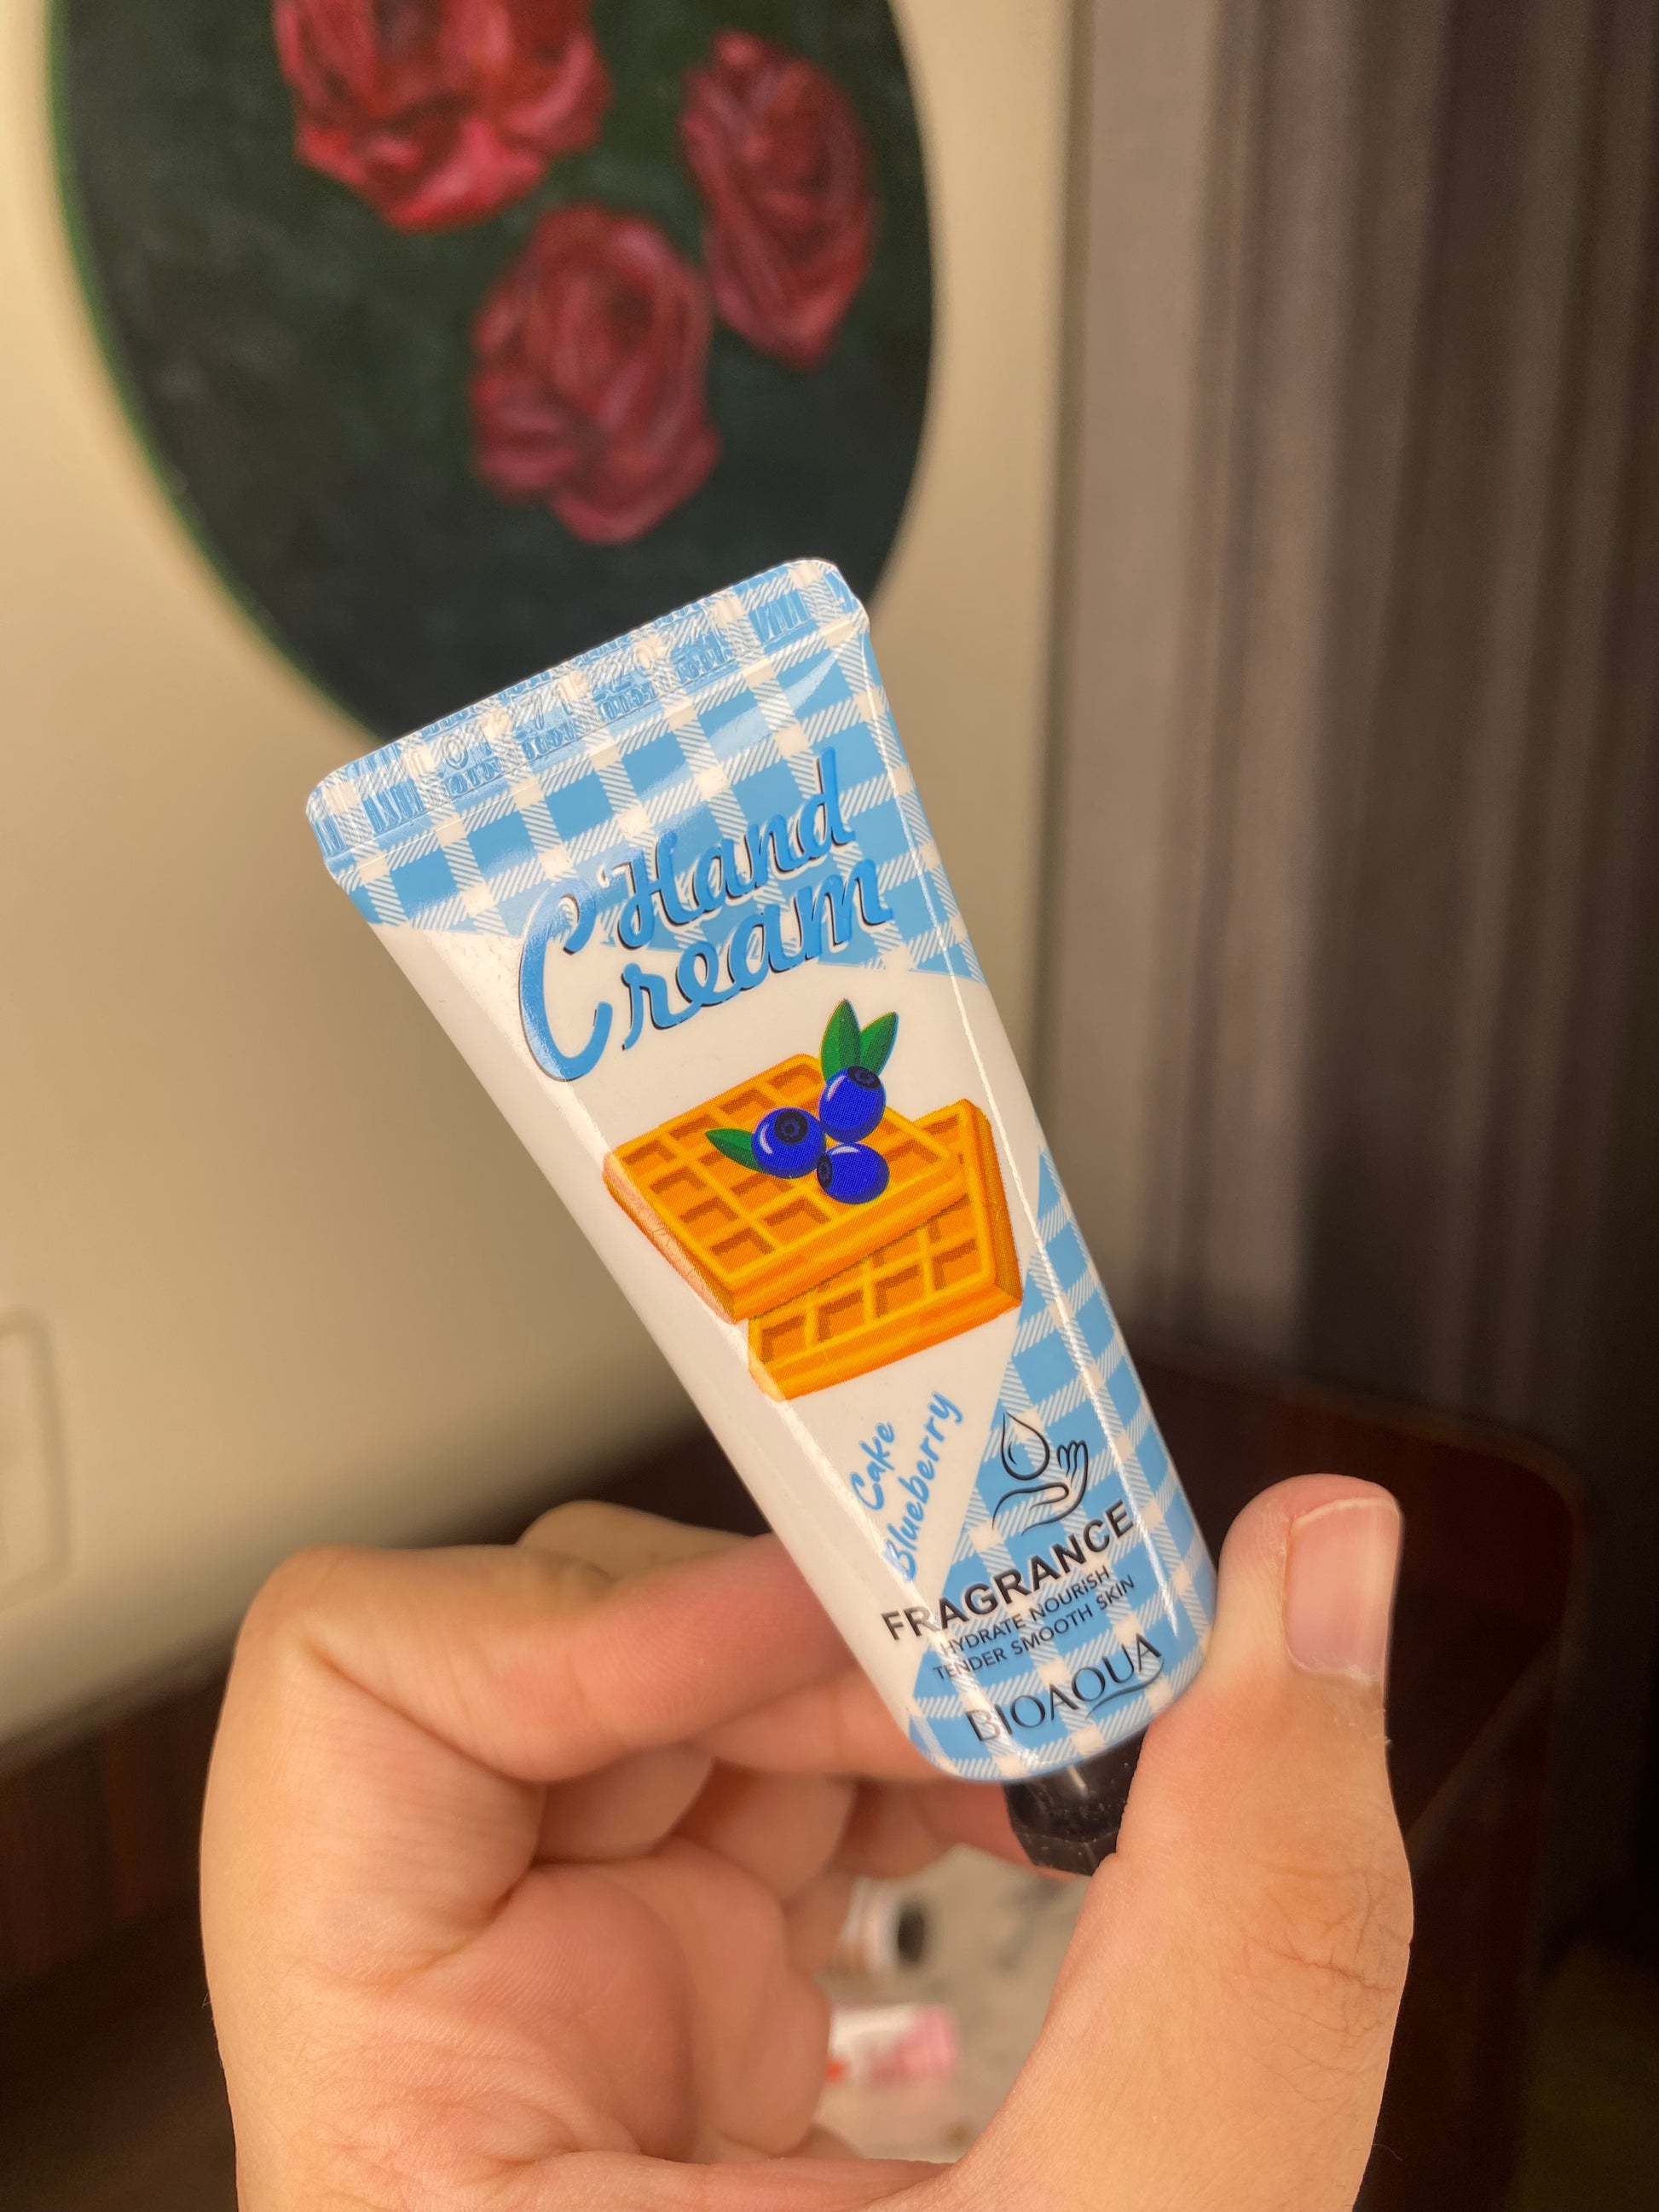 Hand
Cream
Cake
Blueberry
FRAGRANCE
HYDRATE NOURISH
TENDER SMOOTH SKIN
BIOAQUA